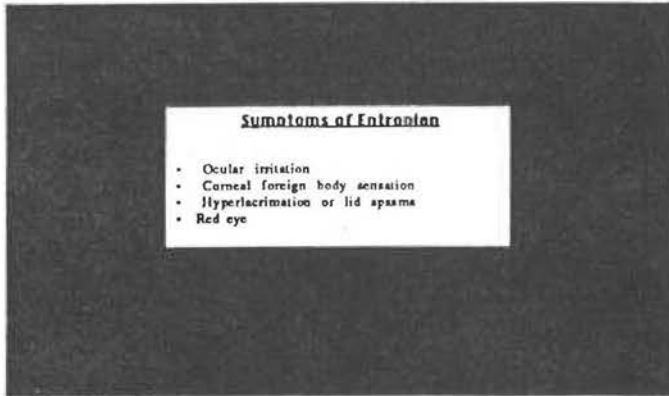 Symptoms of Entropion
• Ocular irritation
• Corneal foreign body sensation
• Hyperlacrimation or lid spasms
• Red eye